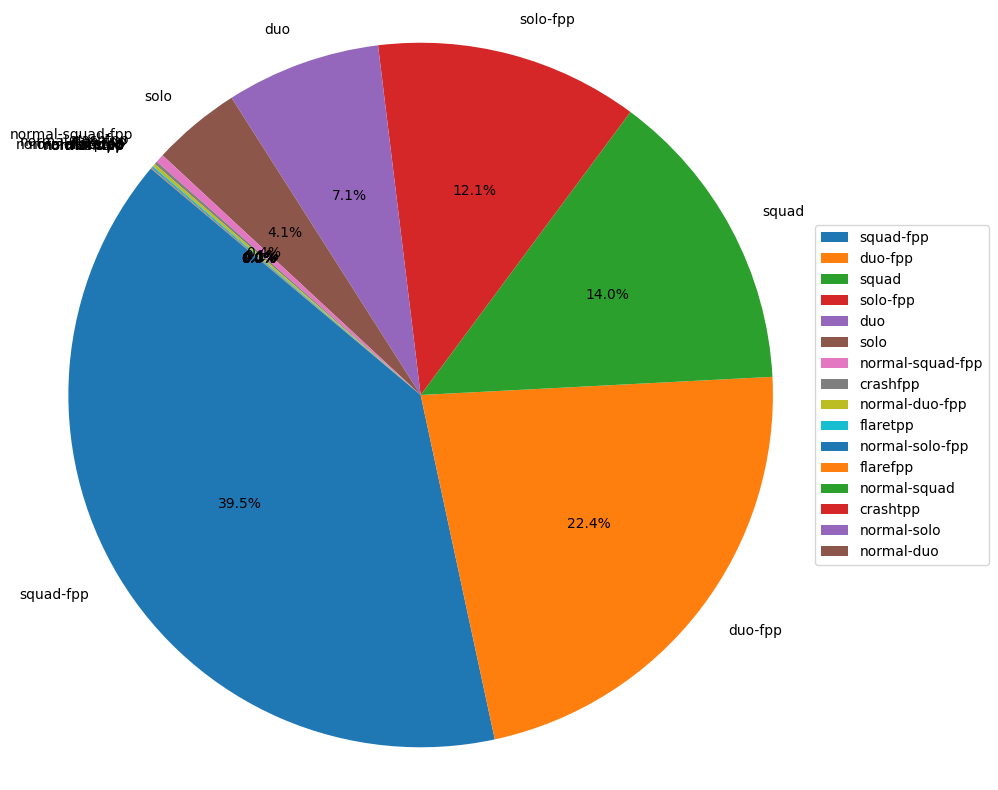 solo-fpp
duo
solo
normal-squad-fpp
12.1%
7.1%
squad
4.1%
squad-fpp
duo-fpp
squad
solo-fpp
duo
solo
normal-squad-fpp
crashfpp
normal-duo-fpp
flaretpp
normal-solo-fpp
flarefpp
normal-squad
crashtpp
normal-solo
normal-duo
0.4%
14.0%
39.5%
22.4%
squad-fpp
duo-fpp